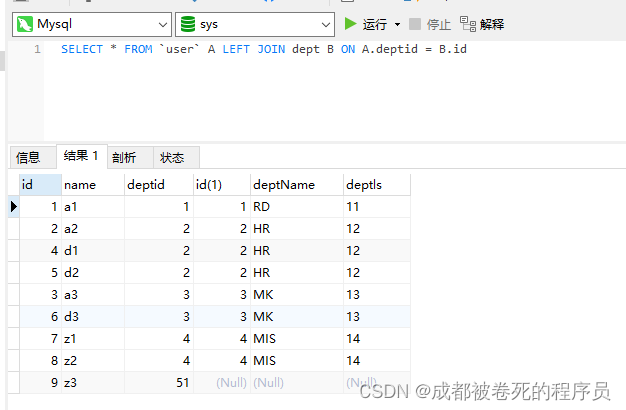 Mysql sys 运行 停止 解释
1 SELECT * FROM `user` A LEFT JOIN dept B ON A.deptid = B.id
信息 结果 1 剖析 状态
id name deptid id(1) deptName deptls
1 a1 1 1 RD 11
2 a2 2 2 HR 12
4 d1 2 2 HR 12
5 d2 2 2 HR 12
3 a3 3 3 MK 13
6 d3 3 3 MK 13
7 z1 4 4 MIS 14
8 z2 4 4 MIS 14
9 z3 51 (Null) (Null) (Null)
CSDN @成都被卷死的程序员